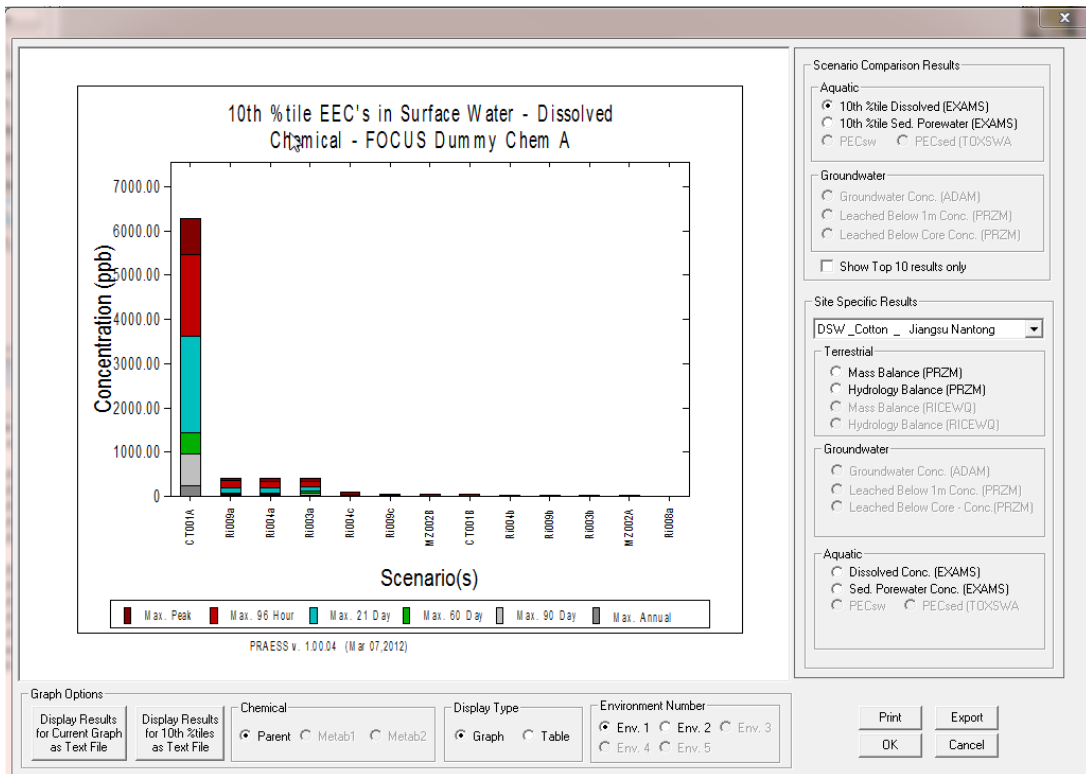 x
10th %tile EEC's in Surface Water - Dissolved
Chemical - FOCUS Dummy Chem A
Concentration (ppb)
7000.00
6000.00
5000.00
4000.00
3000.00
2000.00
1000.00
0
CT001A
Ri009a
Ri004a
Ri003a
Ri004c
Ri009c
MZ002B
CT001B
Ri004b
Ri009b
Ri003b
MZ002A
Ri008a
Scenario(s)
Max. Peak Max. 96 Hour Max. 21 Day Max. 60 Day Max. 90 Day Max. Annual
PRAESS v. 1.00.04 (Mar 07,2012)
Scenario Comparison Results
Aquatic
10th %tile Dissolved (EXAMS)
10th %tile Sed. Porewater (EXAMS)
PECsw PECsed (TOXSWA
Groundwater
Groundwater Conc. (ADAM)
Leached Below 1m Conc. (PRZM)
Leached Below Core Conc. (PRZM)
Show Top 10 results only
Site Specific Results
DSW _Cotton _ Jiangsu Nantong
Terrestrial
Mass Balance (PRZM)
Hydrology Balance (PRZM)
Mass Balance (RICEWQ)
Hydrology Balance (RICEWQ)
Groundwater
Groundwater Conc. (ADAM)
Leached Below 1m Conc. (PRZM)
Leached Below Core - Conc.(PRZM)
Aquatic
Dissolved Conc. (EXAMS)
Sed. Porewater Conc. (EXAMS)
PECsw PECsed (TOXSWA
Graph Options
Display Results
for Current Graph
as Text File
Display Results
for 10th %tiles
as Text File
Chemical
Parent Metab1 Metab2
Display Type
Graph Table
Environment Number
Env. 1 Env. 2 Env. 3
Env. 4 Env. 5
Print Export
OK Cancel